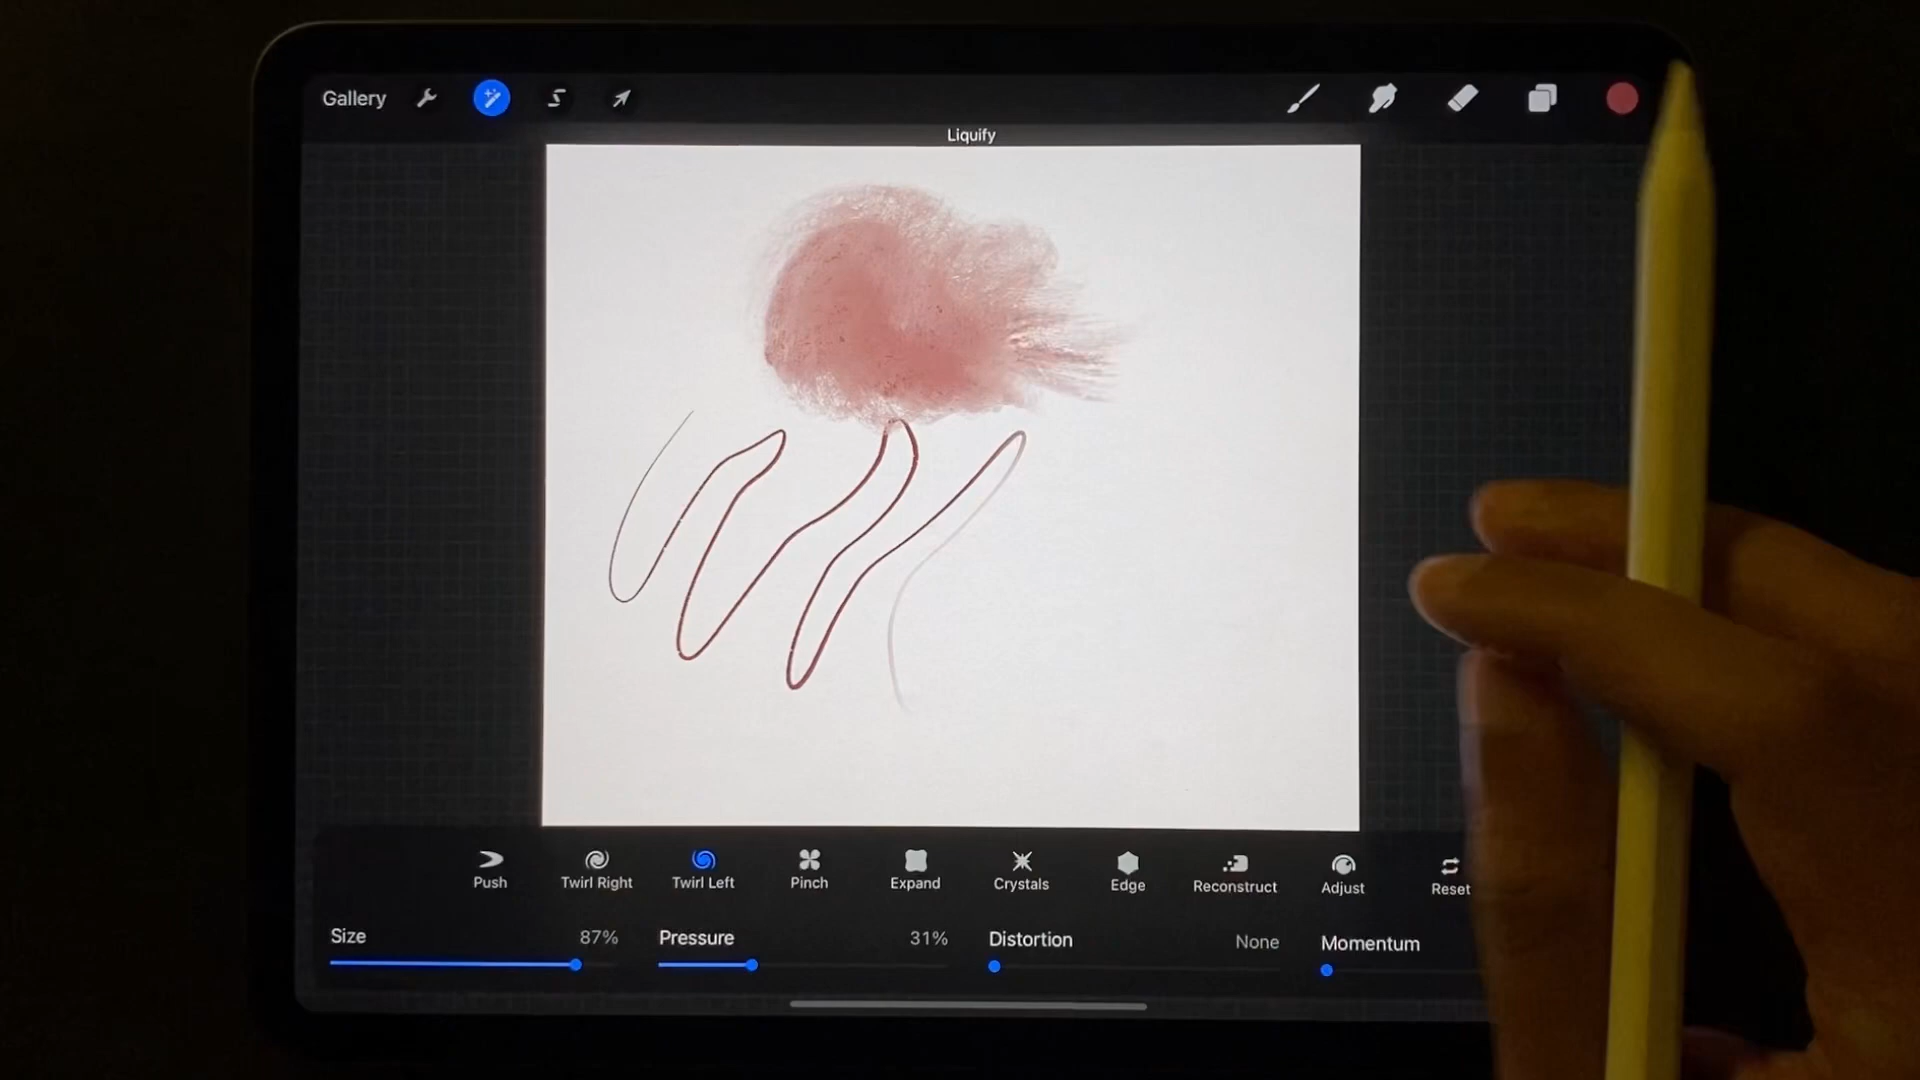 Gallery
Liquify
Push
Twirl Right
Twirl Left
Pinch
Expand
Crystals
Edge
Reconstruct
Adjust
Reset
Size 87%
Pressure 31%
Distortion None
Momentum